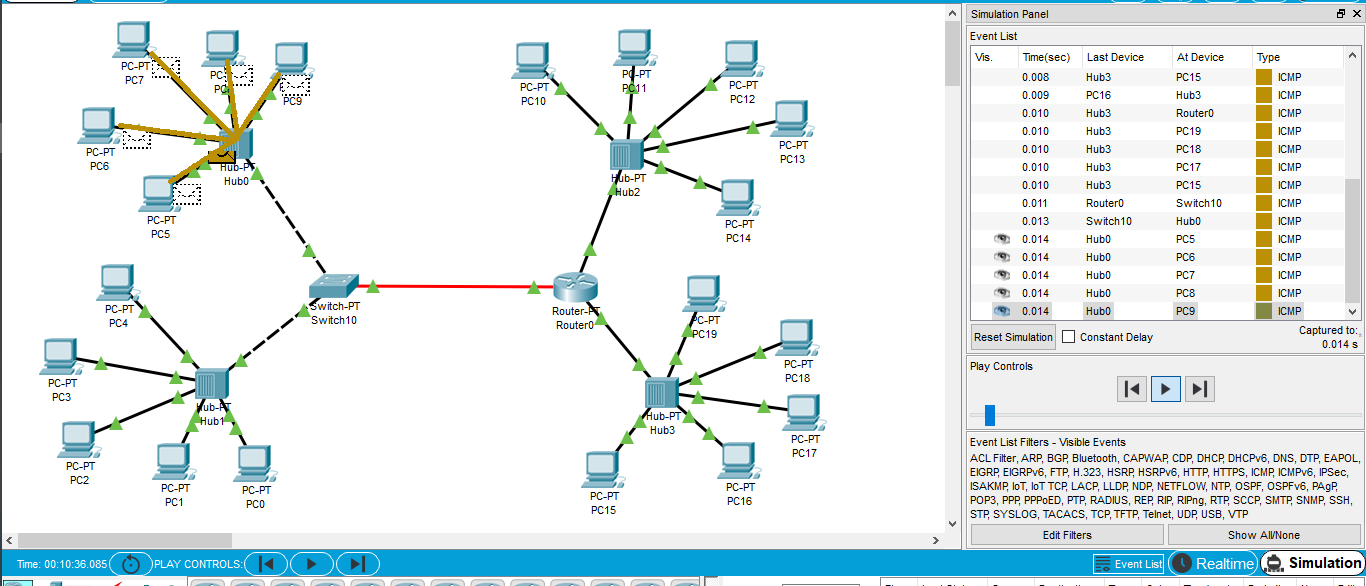 PC-PT
PC7
PC-PT
PC9
PC-PT
PC6
PC-PT
PC5
Hub-PT
Hub0
PC-PT
PC10
PC-PT
PC11
PC-PT
PC12
PC-PT
PC13
PC-PT
PC14
Hub-PT
Hub2
PC-PT
PC4
PC-PT
PC3
PC-PT
PC2
PC-PT
PC1
PC-PT
PC0
Hub-PT
Hub1
Switch-PT
Switch10
Router-PT
Router0
PC-PT
PC19
PC-PT
PC18
PC-PT
PC17
PC-PT
PC16
PC-PT
PC15
Hub-PT
Hub3
Simulation Panel
Event List
Vis. Time(sec) Last Device At Device Type
0.008 Hub3 PC15 ICMP
0.009 PC16 Hub3 ICMP
0.010 Hub3 Router0 ICMP
0.010 Hub3 PC19 ICMP
0.010 Hub3 PC18 ICMP
0.010 Hub3 PC17 ICMP
0.010 Hub3 PC15 ICMP
0.011 Router0 Switch10 ICMP
0.013 Switch10 Hub0 ICMP
0.014 Hub0 PC5 ICMP
0.014 Hub0 PC6 ICMP
0.014 Hub0 PC7 ICMP
0.014 Hub0 PC8 ICMP
0.014 Hub0 PC9 ICMP
Reset Simulation Constant Delay Captured to:
0.014 s
Play Controls
Event List Filters - Visible Events
ACL Filter, ARP, BGP, Bluetooth, CAPWAP, CDP, DHCP, DHCPv6, DNS, DTP, EAPOL,
EIGRP, EIGRPv6, FTP, H.323, HSRP, HSRPv6, HTTP, HTTPS, ICMP, ICMPv6, IPSec,
ISAKMP, IoT, IoT TCP, LACP, LLDP, NDP, NETFLOW, NTP, OSPF, OSPFv6, PAgP,
POP3, PPP, PPPoED, PTP, RADIUS, REP, RIP, RIPng, RTP, SCCP, SMTP, SNMP, SSH,
STP, SYSLOG, TACACS, TCP, TFTP, Telnet, UDP, USB, VTP
Edit Filters Show All/None
Time: 00:10:36.085 PLAY CONTROLS: Event List Realtime Simulation